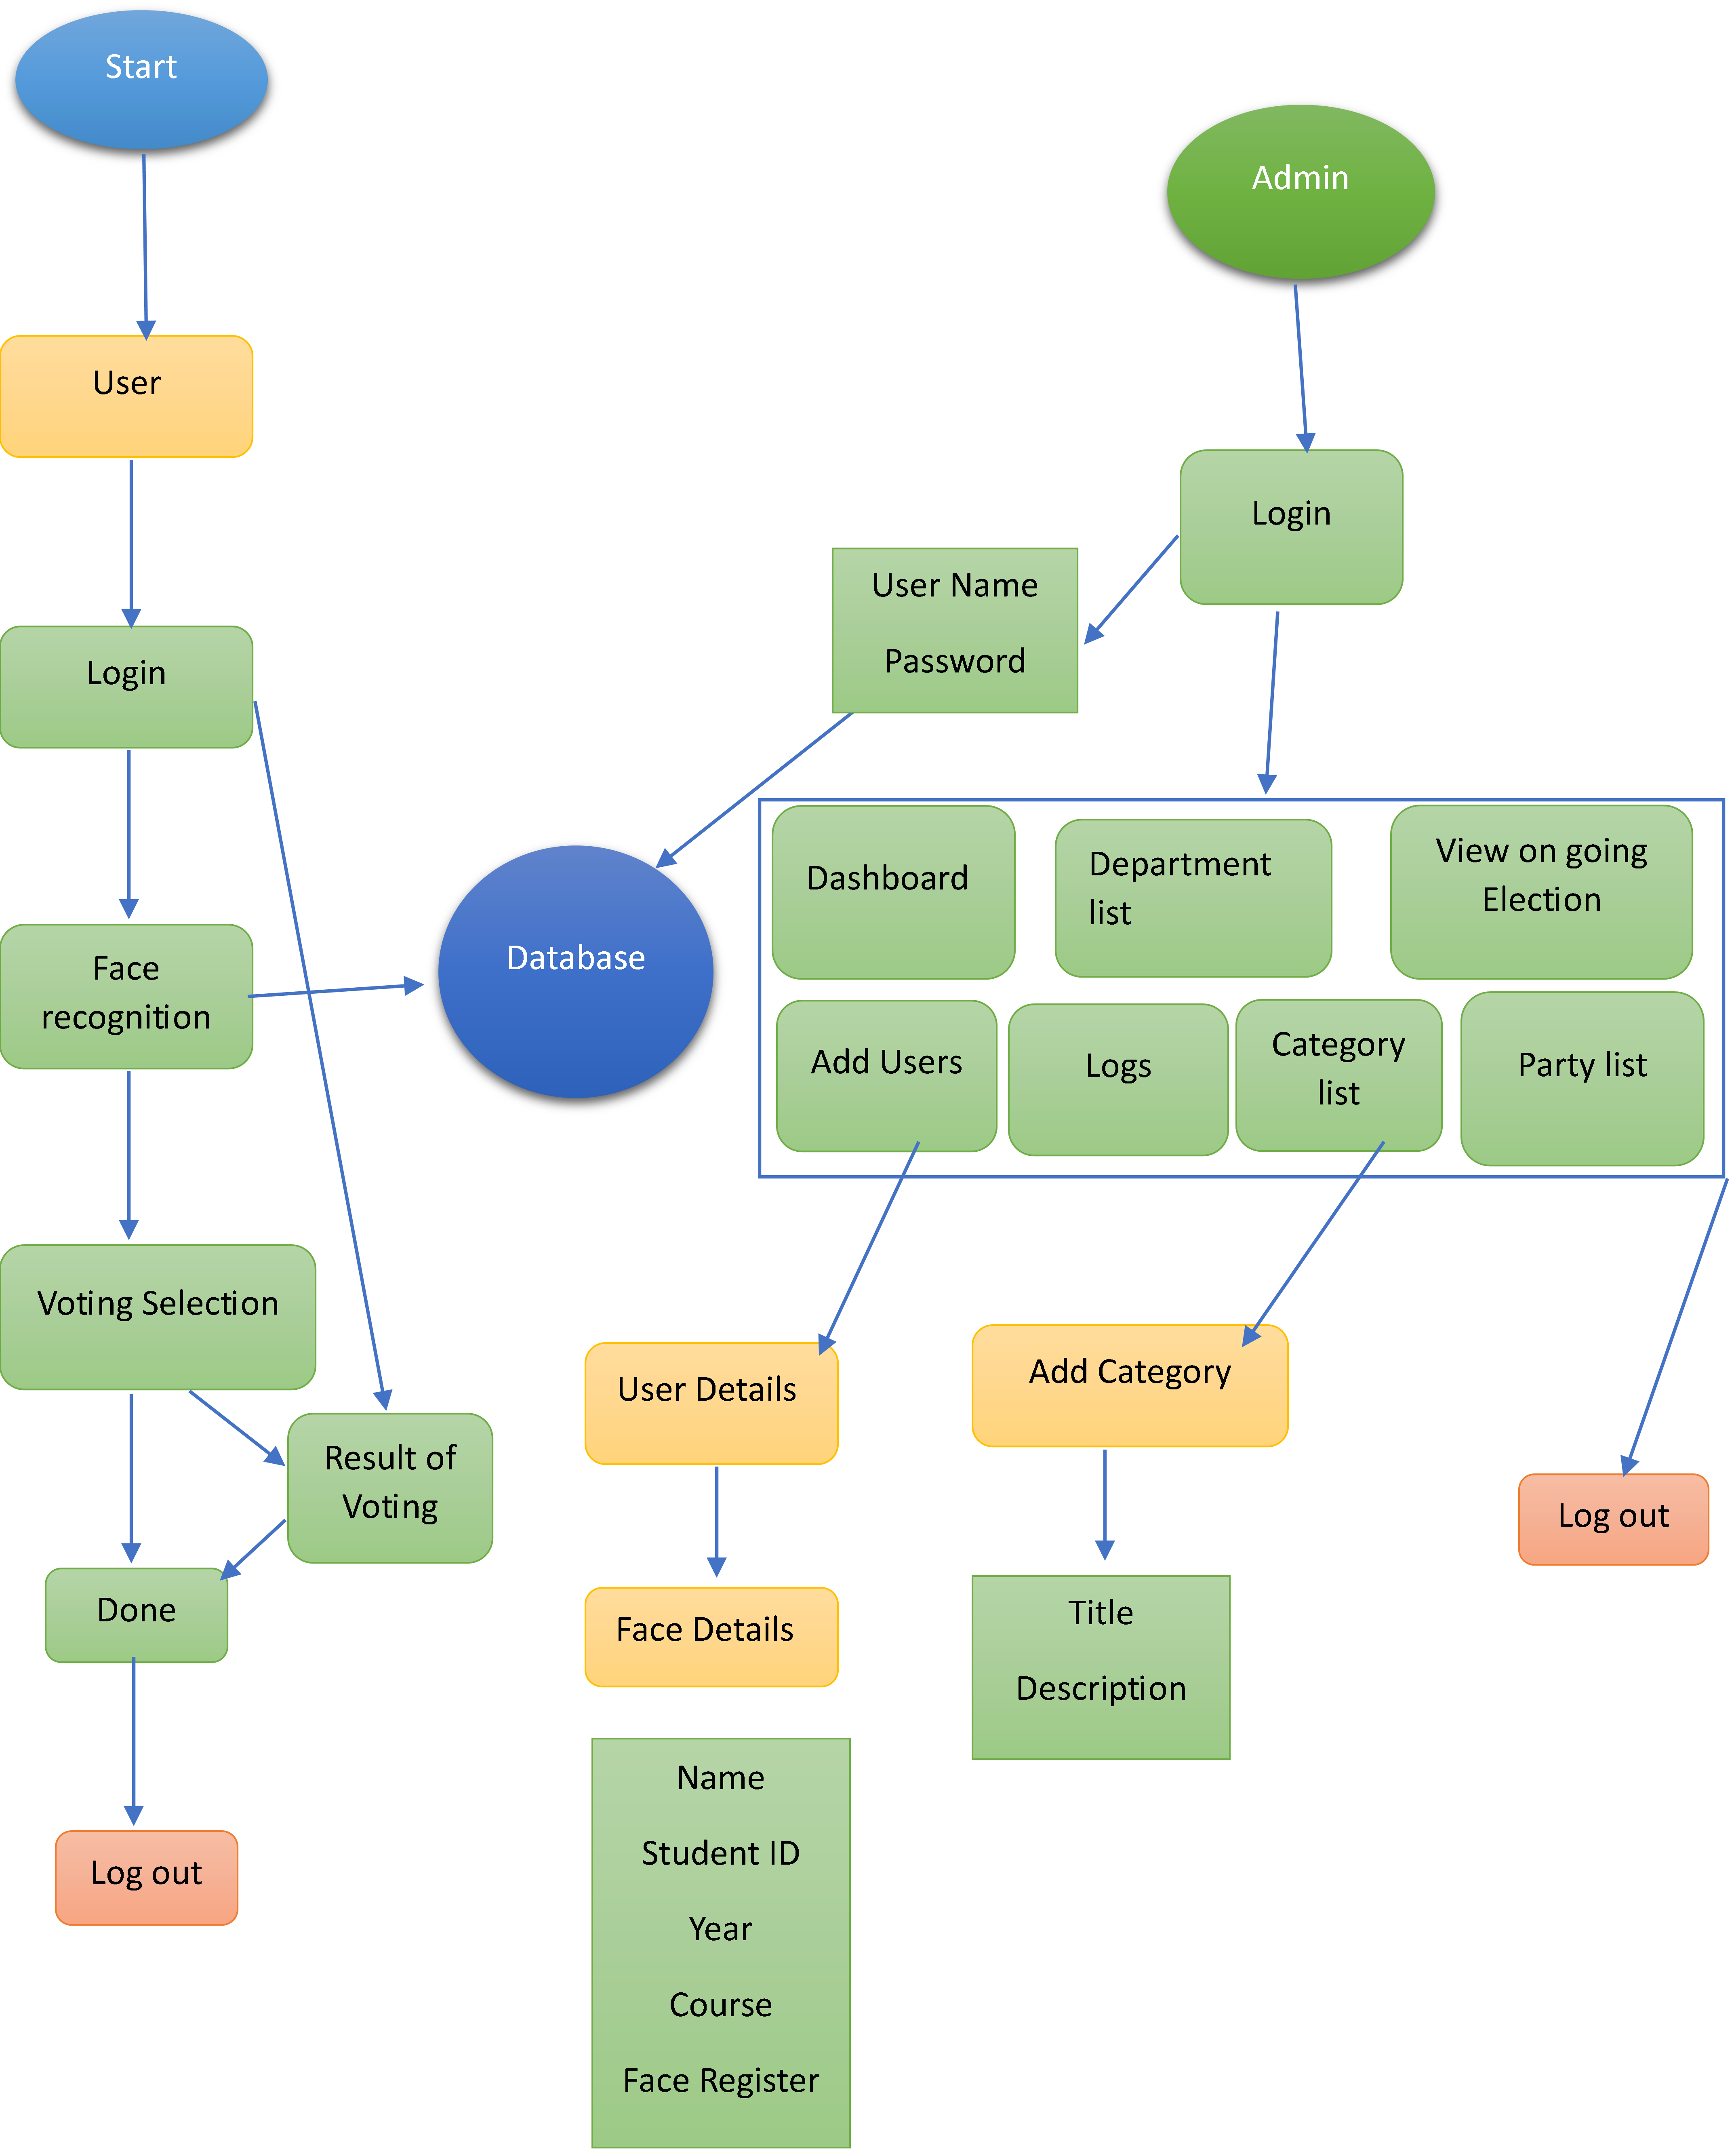 Start
Admin
User
Login
User Name
Password
Login
Dashboard
Department
list
View on going
Election
Database
Face
recognition
Add Users
Logs
Category
list
Party list
Voting Selection
User Details
Add Category
Result of
Voting
Log out
Done
Face Details
Title
Description
Name
Student ID
Year
Course
Face Register
Log out